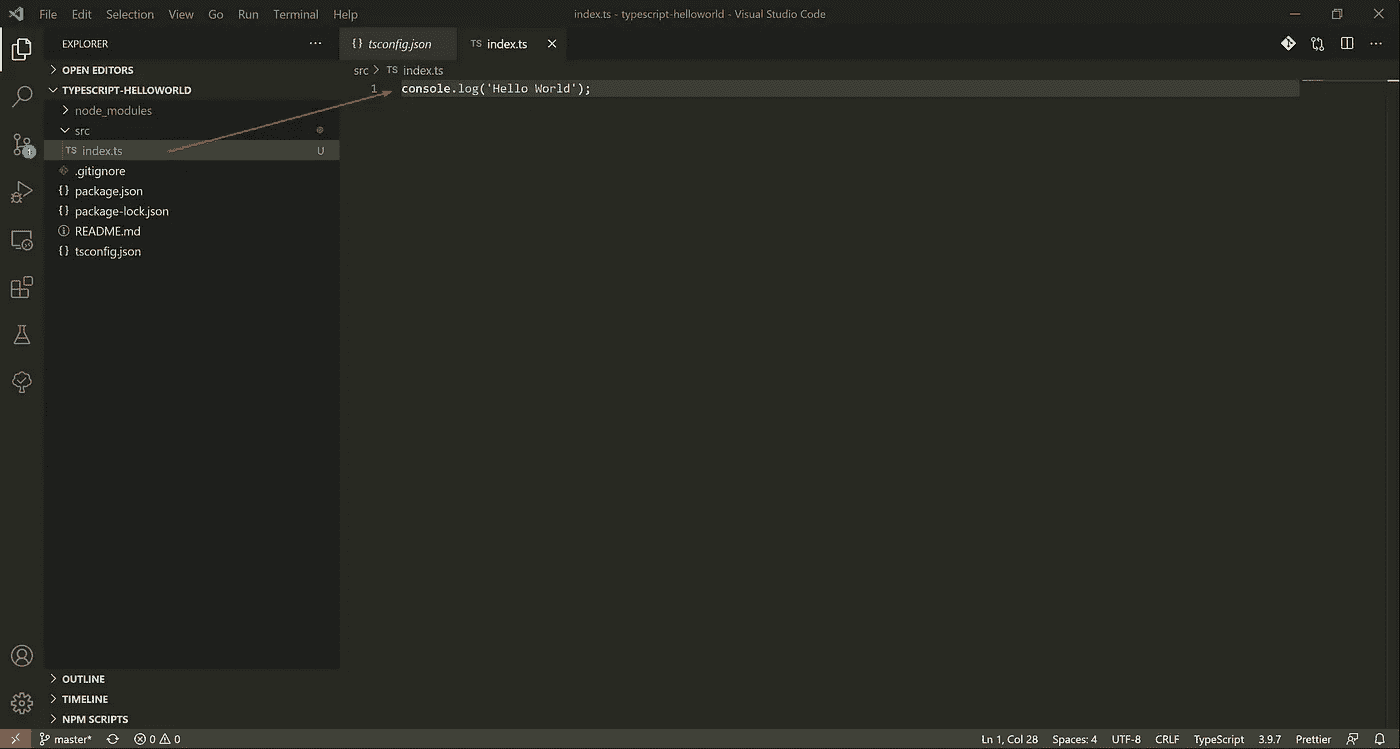 File Edit Selection View Go Run Terminal Help
index.ts - typescript-helloworld - Visual Studio Code
EXPLORER
OPEN EDITORS
TYPESCRIPT-HELLOWORLD
node_modules
src
TS index.ts U
.gitignore
{} package.json
{} package-lock.json
README.md
{} tsconfig.json
OUTLINE
TIMELINE
NPM SCRIPTS
{} tsconfig.json TS index.ts
src > TS index.ts
1 console.log('Hello World');
1
master* 0 0
Ln 1, Col 28 Spaces: 4 UTF-8 CRLF TypeScript 3.9.7 Prettier